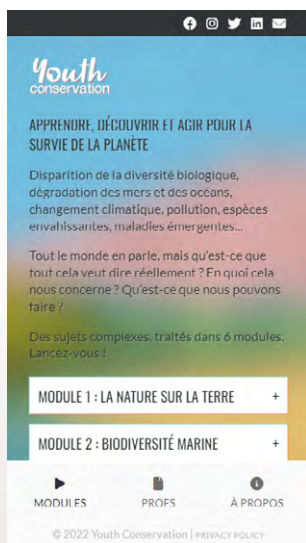 Youth
conservation
APPRENDRE, DÉCOUVRIR ET AGIR POUR LA
SURVIE DE LA PLANÈTE
Disparition de la diversité biologique,
dégradation des mers et des océans,
changement climatique, pollution, espèces
envahissantes, maladies émergentes...
Tout le monde en parle, mais qu'est-ce que
tout cela veut dire réellement ? En quoi cela
nous concerne ? Qu'est-ce que nous pouvons
faire ?
Des sujets complexes, traités dans 6 modules.
Lancez-vous !
MODULE 1 : LA NATURE SUR LA TERRE +
MODULE 2 : BIODIVERSITÉ MARINE +
MODULES PROFS À PROPOS
© 2022 Youth Conservation | PRIVACY POLICY